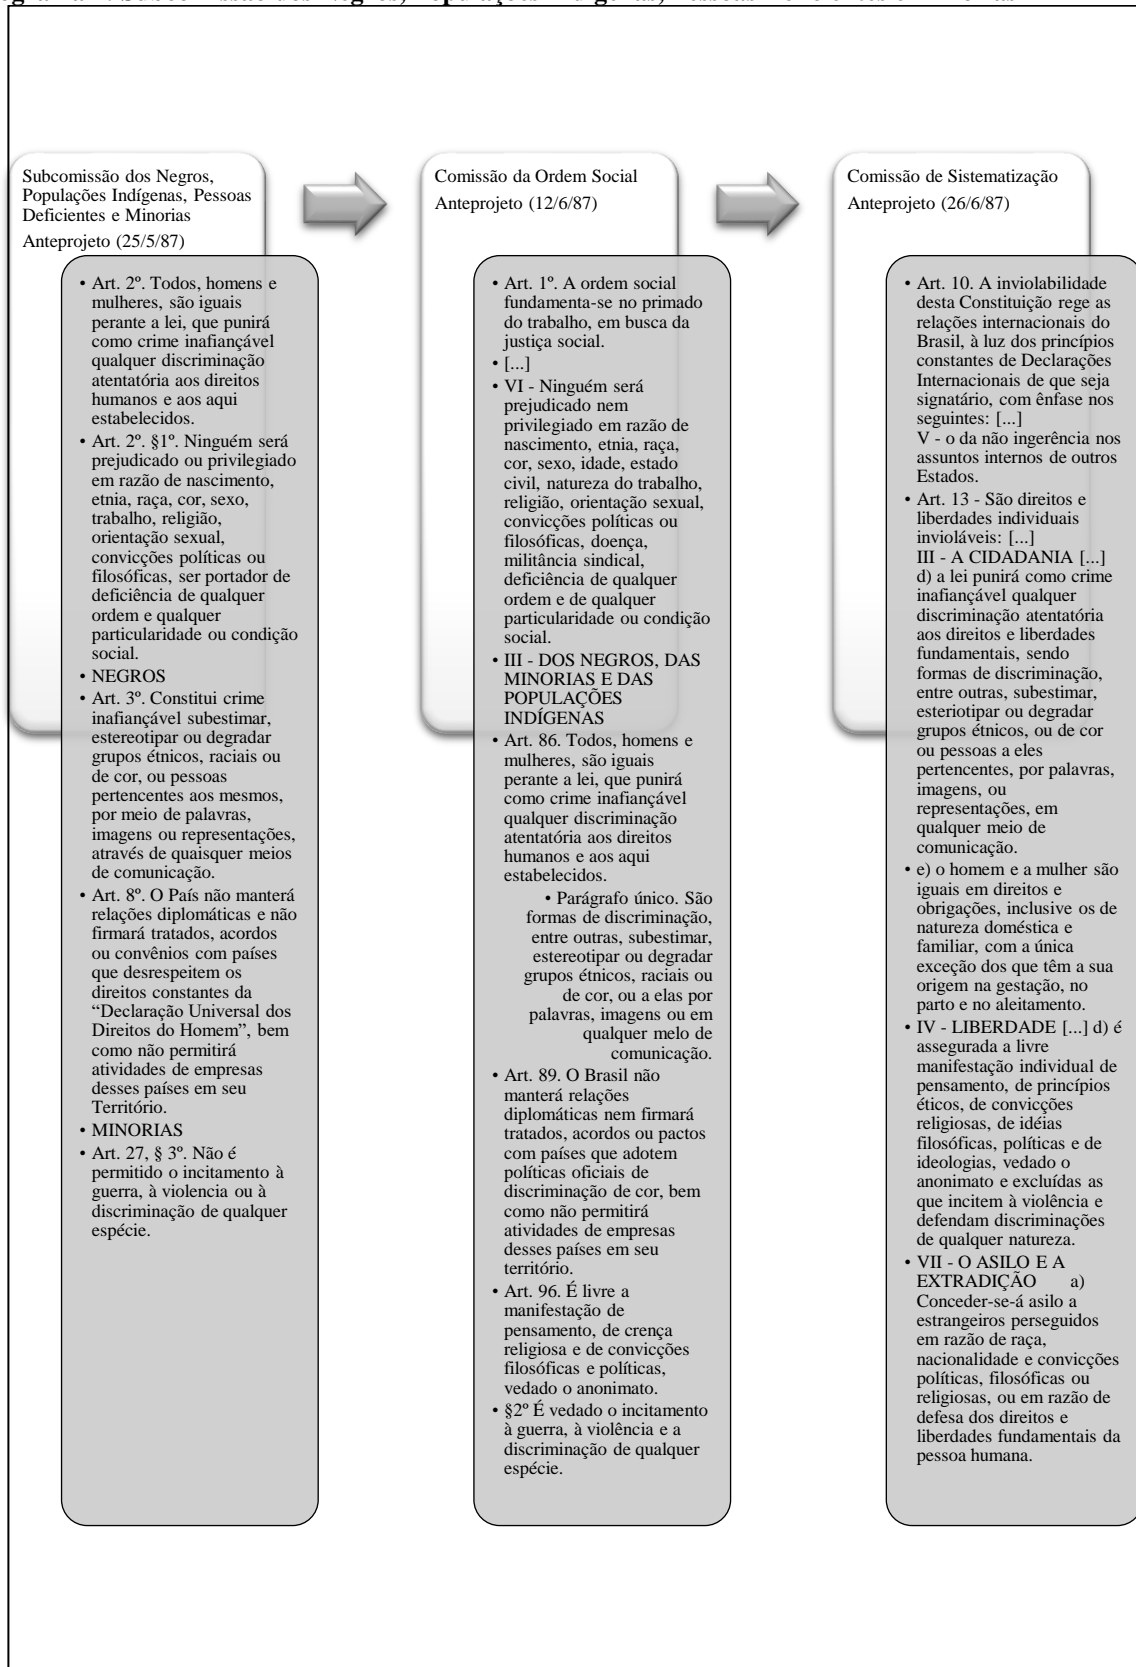 Subcomissão dos Negros, Populações Indígenas, Pessoas Deficientes e Minorias
Subcomissão dos Negros,
Populações Indígenas, Pessoas
Deficientes e Minorias
Anteprojeto (25/5/87)
• Art. 2º. Todos, homens e
mulheres, são iguais
perante a lei, que punirá
como crime inafiançável
qualquer discriminação
atentatória aos direitos
humanos e aos aqui
estabelecidos.
• Art. 2º. §1º. Ninguém será
prejudicado ou privilegiado
em razão de nascimento,
etnia, raça, cor, sexo,
trabalho, religião,
orientação sexual,
convicções políticas ou
filosóficas, ser portador de
deficiência de qualquer
ordem e qualquer
particularidade ou condição
social.
• NEGROS
• Art. 3º. Constitui crime
inafiançável subestimar,
estereotipar ou degradar
grupos étnicos, raciais ou
de cor, ou pessoas
pertencentes aos mesmos,
por meio de palavras,
imagens ou representações,
através de quaisquer meios
de comunicação.
• Art. 8º. O País não manterá
relações diplomáticas e não
firmará tratados, acordos
ou convênios com países
que desrespeitem os
direitos constantes da
“Declaração Universal dos
Direitos do Homem”, bem
como não permitirá
atividades de empresas
desses países em seu
Território.
• MINORIAS
• Art. 27, § 3º. Não é
permitido o incitamento à
guerra, à violencia ou à
discriminação de qualquer
espécie.
Comissão da Ordem Social
Anteprojeto (12/6/87)
• Art. 1º. A ordem social
fundamenta-se no primado
do trabalho, em busca da
justiça social.
• [...]
• VI - Ninguém será
prejudicado nem
privilegiado em razão de
nascimento, etnia, raça,
cor, sexo, idade, estado
civil, natureza do trabalho,
religião, orientação sexual,
convicções políticas ou
filosóficas, doença,
militância sindical,
deficiência de qualquer
ordem e de qualquer
particularidade ou condição
social.
• III - DOS NEGROS, DAS
MINORIAS E DAS
POPULAÇÕES
INDÍGENAS
• Art. 86. Todos, homens e
mulheres, são iguais
perante a lei, que punirá
como crime inafiançável
qualquer discriminação
atentatória aos direitos
humanos e aos aqui
estabelecidos.
• Parágrafo único. São
formas de discriminação,
entre outras, subestimar,
estereotipar ou degradar
grupos étnicos, raciais ou
de cor, ou a elas por
palavras, imagens ou em
qualquer melo de
comunicação.
• Art. 89. O Brasil não
manterá relações
diplomáticas nem firmará
tratados, acordos ou pactos
com países que adotem
políticas oficiais de
discriminação de cor, bem
como não permitirá
atividades de empresas
desses países em seu
território.
• Art. 96. É livre a
manifestação de
pensamento, de crença
religiosa e de convicções
filosóficas e políticas,
vedado o anonimato.
• §2º É vedado o incitamento
à guerra, à violência e a
discriminação de qualquer
espécie.
Comissão de Sistematização
Anteprojeto (26/6/87)
• Art. 10. A inviolabilidade
desta Constituição rege as
relações internacionais do
Brasil, à luz dos princípios
constantes de Declarações
Internacionais de que seja
signatário, com ênfase nos
seguintes: [...]
V - o da não ingerência nos
assuntos internos de outros
Estados.
• Art. 13 - São direitos e
liberdades individuais
invioláveis: [...]
III - A CIDADANIA [...]
d) a lei punirá como crime
inafiançável qualquer
discriminação atentatória
aos direitos e liberdades
fundamentais, sendo
formas de discriminação,
entre outras, subestimar,
esteriotipar ou degradar
grupos étnicos, ou de cor
ou pessoas a eles
pertencentes, por palavras,
imagens, ou
representações, em
qualquer meio de
comunicação.
• e) o homem e a mulher são
iguais em direitos e
obrigações, inclusive os de
natureza doméstica e
familiar, com a única
exceção dos que têm a sua
origem na gestação, no
parto e no aleitamento.
• IV - LIBERDADE [...] d) é
assegurada a livre
manifestação individual de
pensamento, de princípios
éticos, de convicções
religiosas, de idéias
filosóficas, políticas e de
ideologias, vedado o
anonimato e excluídas as
que incitem à violência e
defendam discriminações
de qualquer natureza.
• VII - O ASILO E A
EXTRADIÇÃO a)
Conceder-se-á asilo a
estrangeiros perseguidos
em razão de raça,
nacionalidade e convicções
políticas, filosóficas ou
religiosas, ou em razão de
defesa dos direitos e
liberdades fundamentais da
pessoa humana.